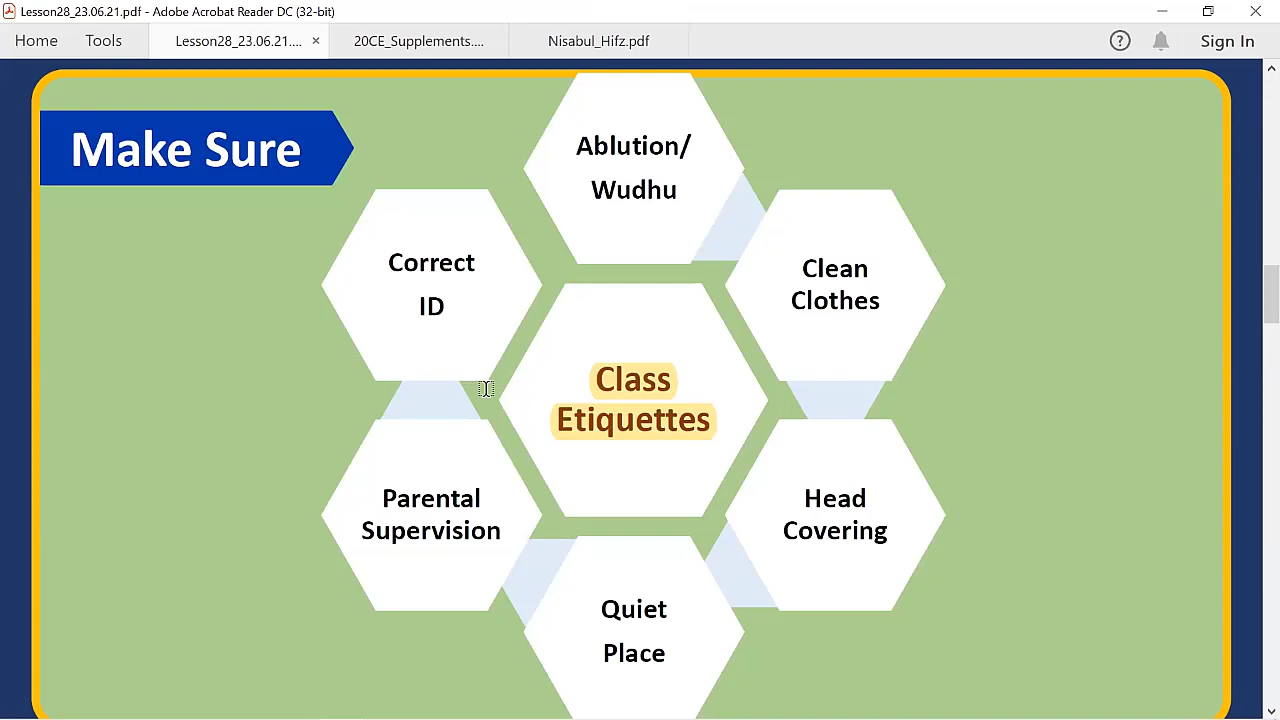 Lesson28_23.06.21.pdf - Adobe Acrobat Reader DC (32-bit)
Home
Tools
Lesson28_23.06.21....
20CE_Supplements....
Nisabul_Hifz.pdf
Sign In
Make Sure
Ablution/
Wudhu
Correct
ID
Clean
Clothes
Class
Etiquettes
Parental
Supervision
Head
Covering
Quiet
Place